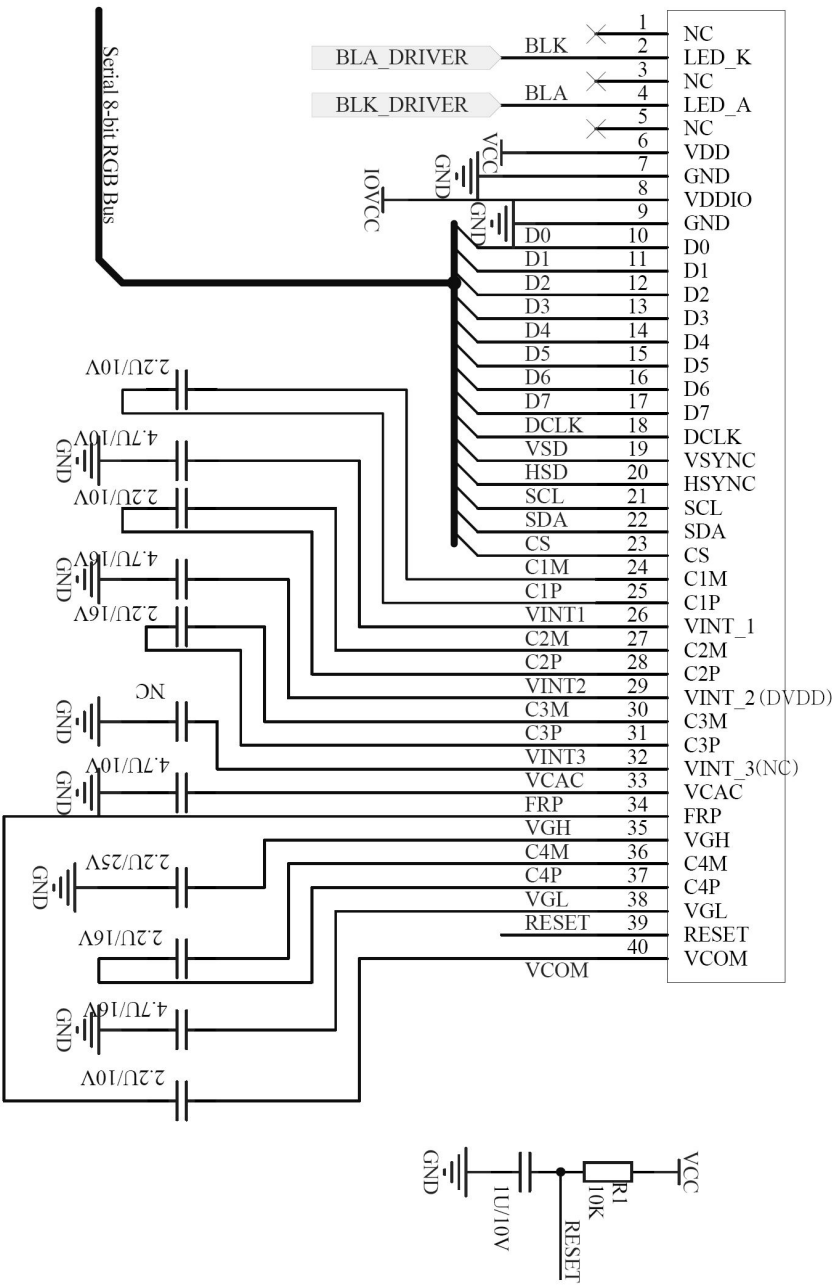 Serial 8-bit RGB Bus
BLA_DRIVER
BLK_DRIVER
BLK
BLA
VCC
GND
IOVCC
GND
1 NC
2 LED_K
3 NC
4 LED_A
5 NC
6 VDD
7 GND
8 VDDIO
9 GND
D0 10 D0
D1 11 D1
D2 12 D2
D3 13 D3
D4 14 D4
D5 15 D5
D6 16 D6
D7 17 D7
DCLK 18 DCLK
VSD 19 VSYNC
HSD 20 HSYNC
SCL 21 SCL
SDA 22 SDA
CS 23 CS
C1M 24 C1M
C1P 25 C1P
VINT1 26 VINT_1
C2M 27 C2M
C2P 28 C2P
VINT2 29 VINT_2(DVDD)
C3M 30 C3M
C3P 31 C3P
VINT3 32 VINT_3(NC)
VCAC 33 VCAC
FRP 34 FRP
VGH 35 VGH
C4M 36 C4M
C4P 37 C4P
VGL 38 VGL
RESET 39 RESET
VCOM 40 VCOM
2.2U/10V
4.7U/10V
GND
2.2U/10V
4.7U/16V
GND
2.2U/16V
NC
GND
4.7U/10V
GND
2.2U/25V
GND
2.2U/16V
4.7U/16V
GND
2.2U/10V
GND
1U/10V
R1
10K
VCC
RESET